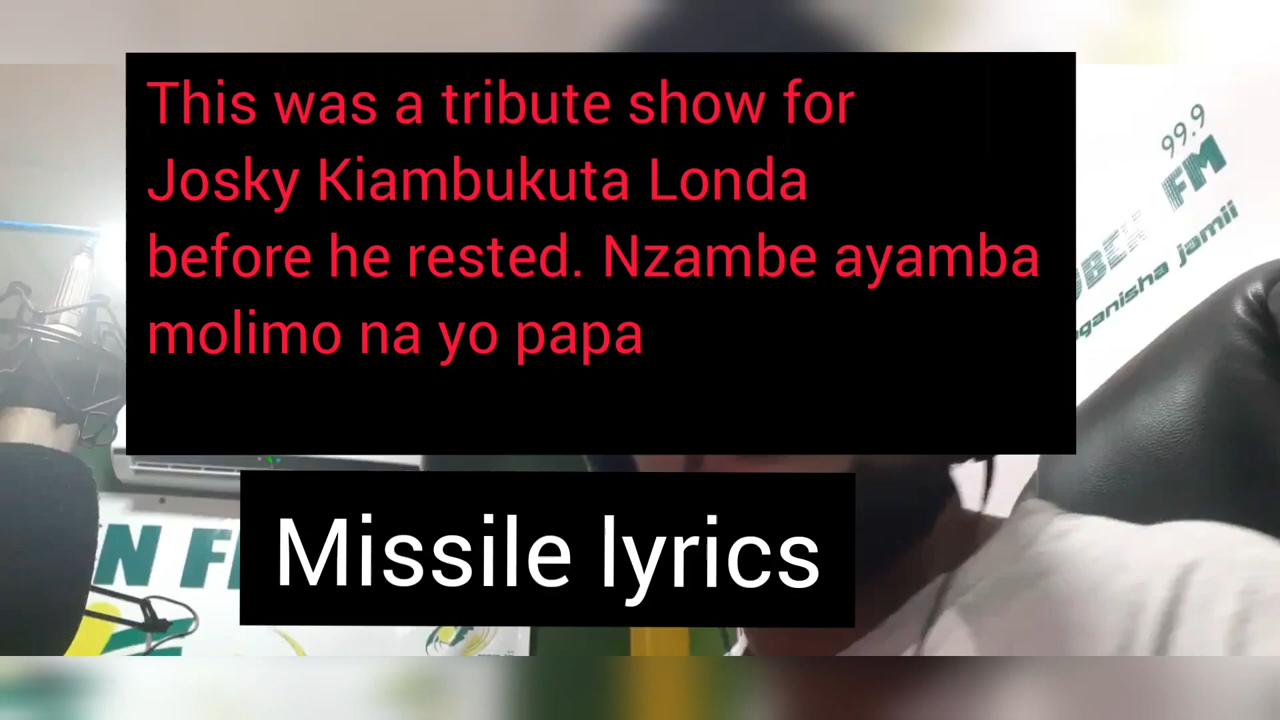 This was a tribute show for
Josky Kiambukuta Londa
before he rested. Nzambe ayamba
molimo na yo papa
99.9
FM
jamii
Missile lyrics